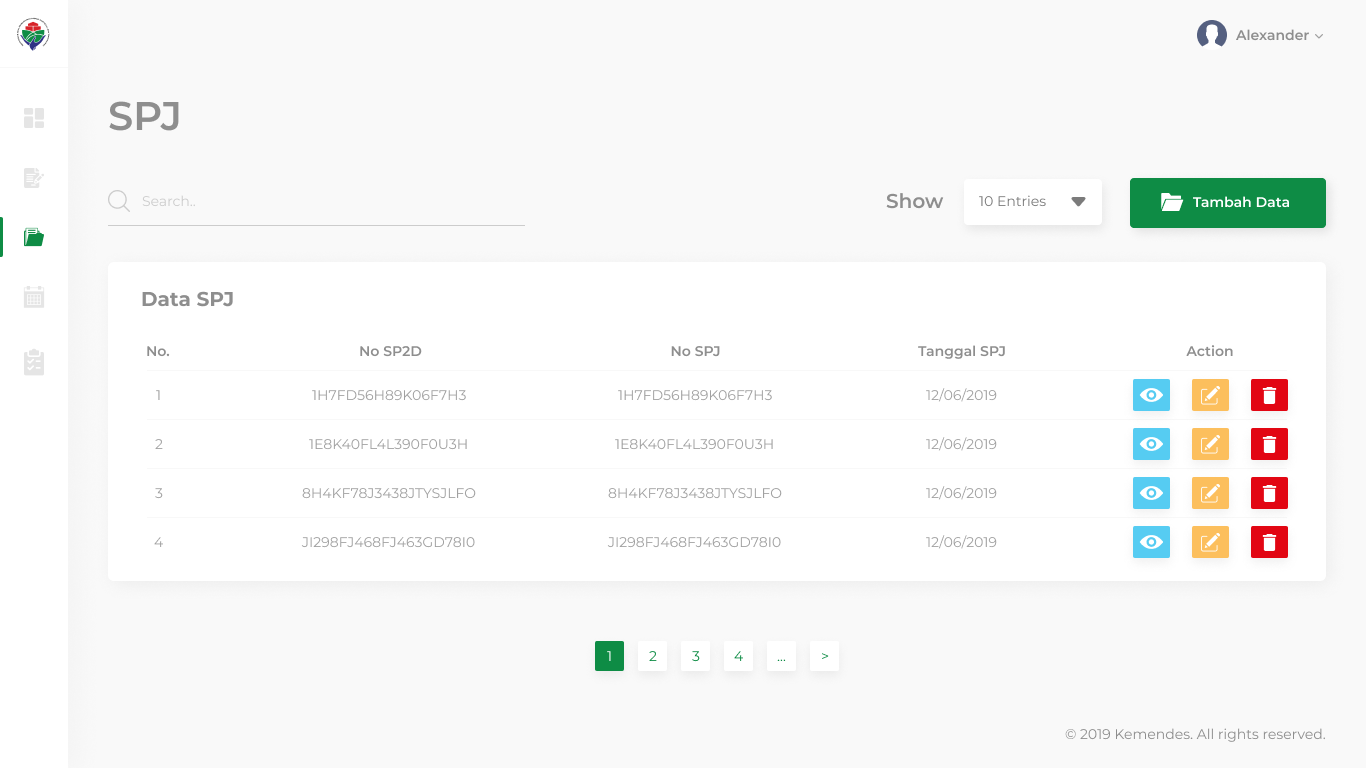 Alexander
SPJ
Search..
Show
10 Entries
Tambah Data
Data SPJ
No. No SP2D No SPJ Tanggal SPJ Action
1 1H7FD56H89K06F7H3 1H7FD56H89K06F7H3 12/06/2019
2 1E8K40FL4L390F0U3H 1E8K40FL4L390F0U3H 12/06/2019
3 8H4KF78J3438JTYSJLFO 8H4KF78J3438JTYSJLFO 12/06/2019
4 JI298FJ468FJ463GD78I0 JI298FJ468FJ463GD78I0 12/06/2019
1 2 3 4 ... >
© 2019 Kemendes. All rights reserved.